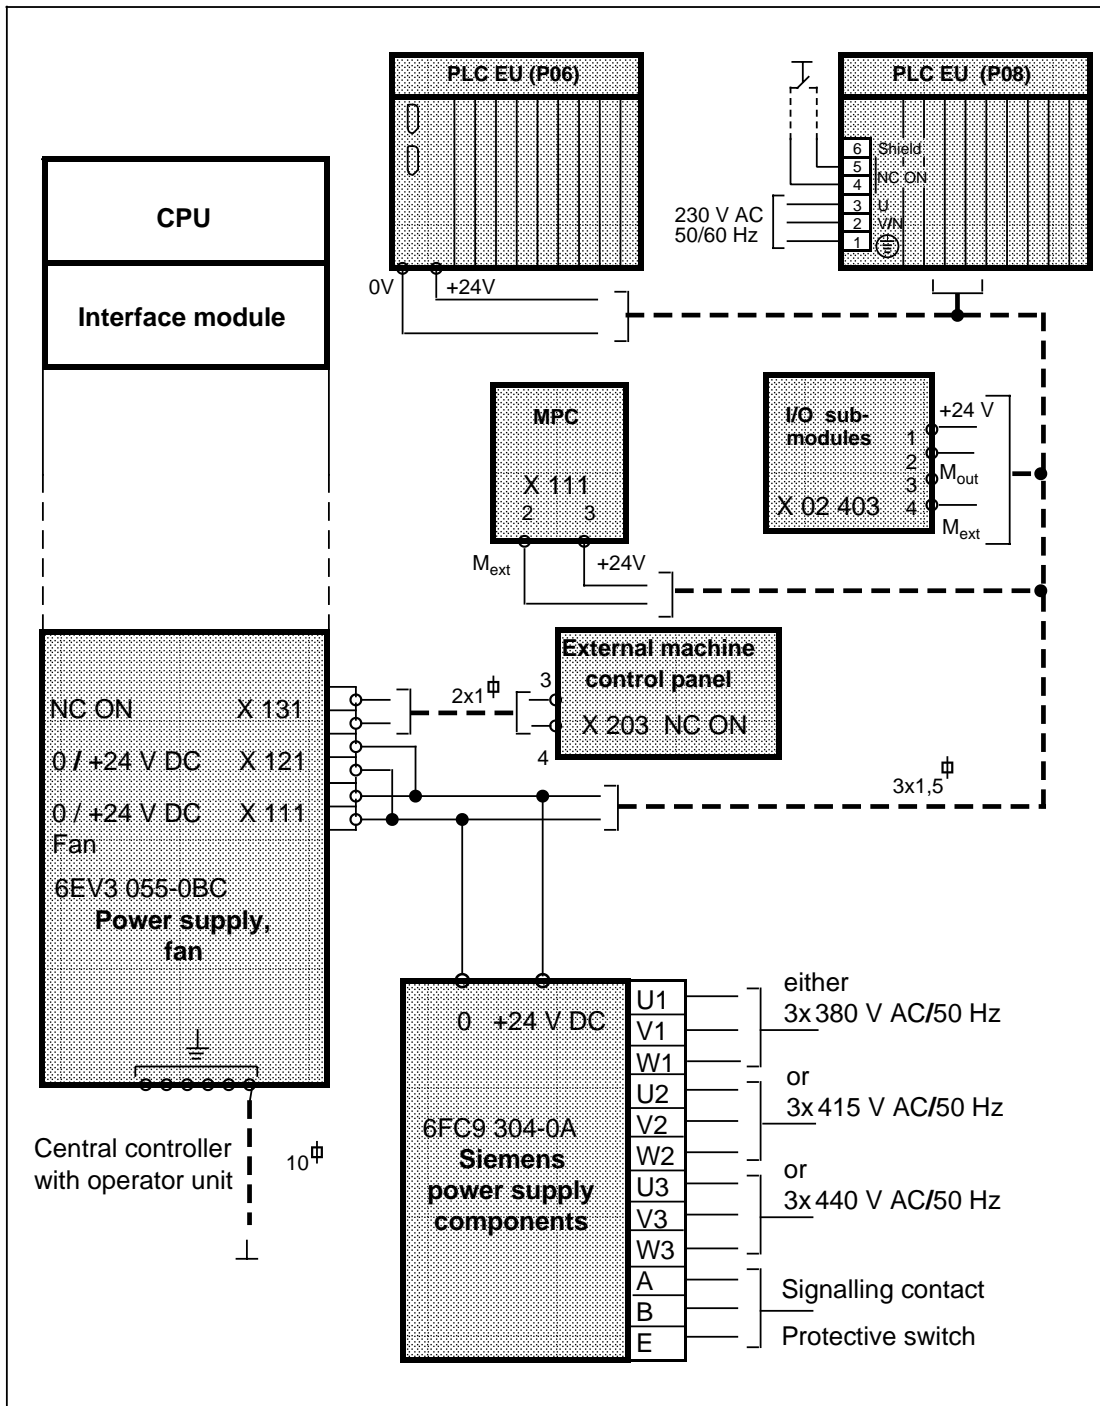 PLC EU (P06)
PLC EU (P08)
6 Shield
5
NC ON
4
3 U
2 V/N
1
230 V AC
50/60 Hz
CPU
Interface module
0V
+24V
MPC
X 111
2 3
Mext
+24V
I/O sub-
modules
X 02 403
1
2
3
4
+24 V
Mout
Mext
External machine
control panel
X 203 NC ON
3
4
2x1
3x1,5
NC ON X 131
0 / +24 V DC X 121
0 / +24 V DC X 111
Fan
6EV3 055-0BC
Power supply,
fan
Central controller
with operator unit
10
0 +24 V DC
6FC9 304-0A
Siemens
power supply
components
U1
V1
W1
U2
V2
W2
U3
V3
W3
A
B
E
either
3x 380 V AC/50 Hz
or
3x 415 V AC/50 Hz
or
3x 440 V AC/50 Hz
Signalling contact
Protective switch